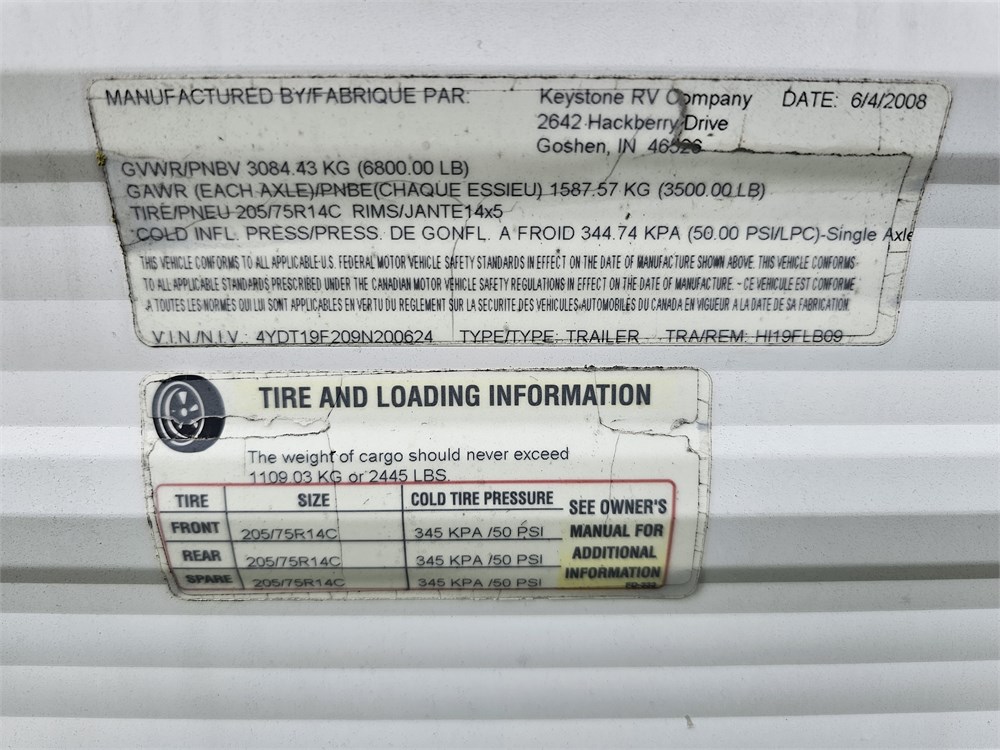 MANUFACTURED BY/FABRIQUE PAR: Keystone RV Company DATE: 6/4/2008
2642 Hackberry Drive
Goshen, IN 46526
GVWR/PNBV 3084.43 KG (6800.00 LB)
GAWR (EACH AXLE)/PNBE(CHAQUE ESSIEU) 1587.57 KG (3500.00 LB)
TIRE/PNEU 205/75R14C RIMS/JANTE14x5
COLD INFL. PRESS/PRESS. DE GONFL. A FROID 344.74 KPA (50.00 PSI/LPC)-Single Axle
THIS VEHICLE CONFORMS TO ALL APPLICABLE U.S. FEDERAL MOTOR VEHICLE SAFETY STANDARDS IN EFFECT ON THE DATE OF MANUFACTURE SHOWN ABOVE. THIS VEHICLE CONFORMS
TO ALL APPLICABLE STANDARDS PRESCRIBED UNDER THE CANADIAN MOTOR VEHICLE SAFETY REGULATIONS IN EFFECT ON THE DATE OF MANUFACTURE. - CE VEHICULE EST CONFORME
A TOUTES LES NORMES QUI LUI SONT APPLICABLES EN VERTU DU REGLEMENT SUR LA SECURITE DES VEHICULES AUTOMOBILES DU CANADA EN VIGUEUR A LA DATE DE SA FABRICATION.
V.I.N./N.I.V.: 4YDT19F209N200624 TYPE/TYPE: TRAILER TRA/REM: HI19FLB09
TIRE AND LOADING INFORMATION
The weight of cargo should never exceed
1109.03 KG or 2445 LBS.
TIRE SIZE COLD TIRE PRESSURE SEE OWNER'S
FRONT 205/75R14C 345 KPA /50 PSI MANUAL FOR
REAR 205/75R14C 345 KPA /50 PSI ADDITIONAL
SPARE 205/75R14C 345 KPA /50 PSI INFORMATION